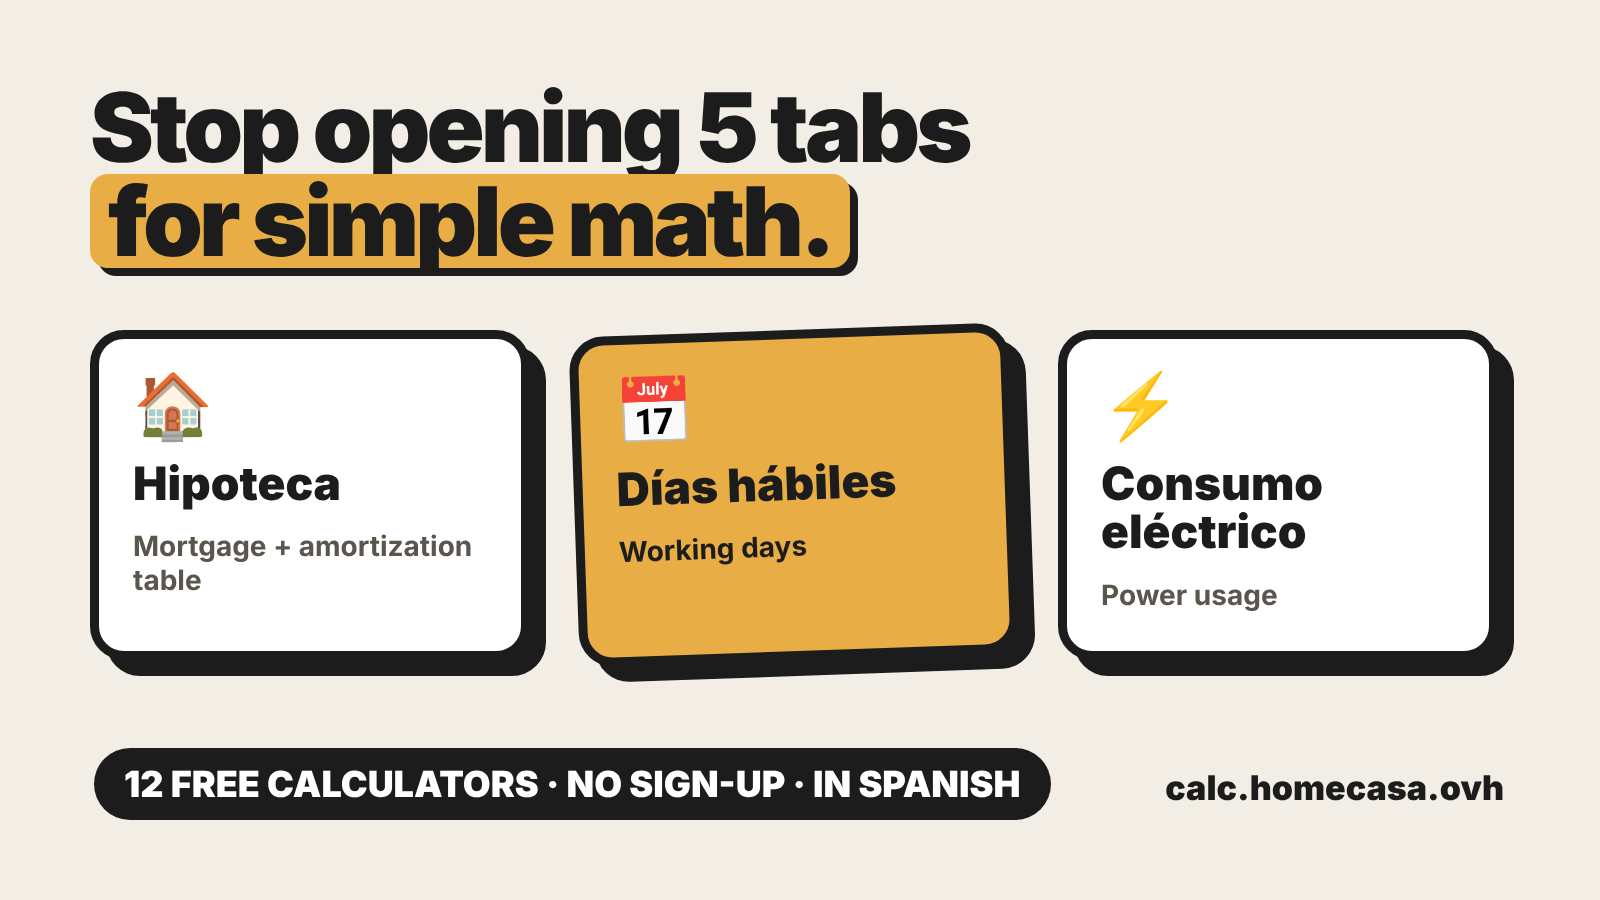 Stop opening 5 tabs
for simple math.
July
17
Hipoteca
Mortgage + amortization
table
Días hábiles
Working days
Consumo
eléctrico
Power usage
12 FREE CALCULATORS · NO SIGN-UP · IN SPANISH
calc.homecasa.ovh